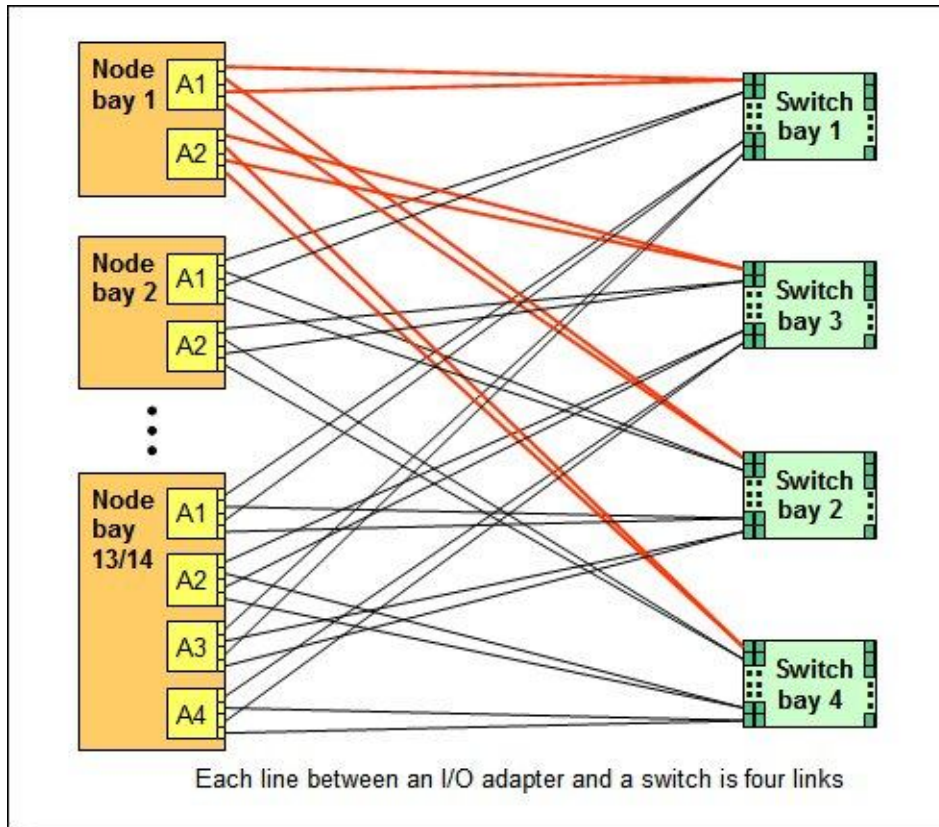 Node
bay 1
A1
A2
Node
bay 2
A1
A2
Node
bay
13/14
A1
A2
A3
A4
Switch
bay 1
Switch
bay 3
Switch
bay 2
Switch
bay 4
Each line between an I/O adapter and a switch is four links